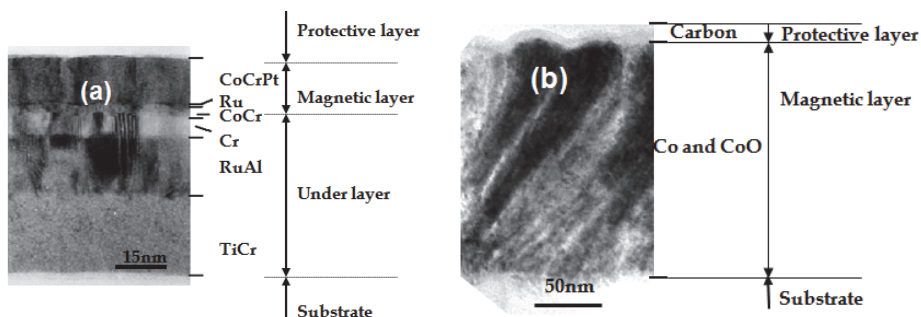 Protective layer
CoCrPt
(a)
Ru
Magnetic layer
CoCr
Cr
RuAl
Under layer
TiCr
15nm
Substrate
Carbon
Protective layer
(b)
Magnetic layer
Co and CoO
50nm
Substrate